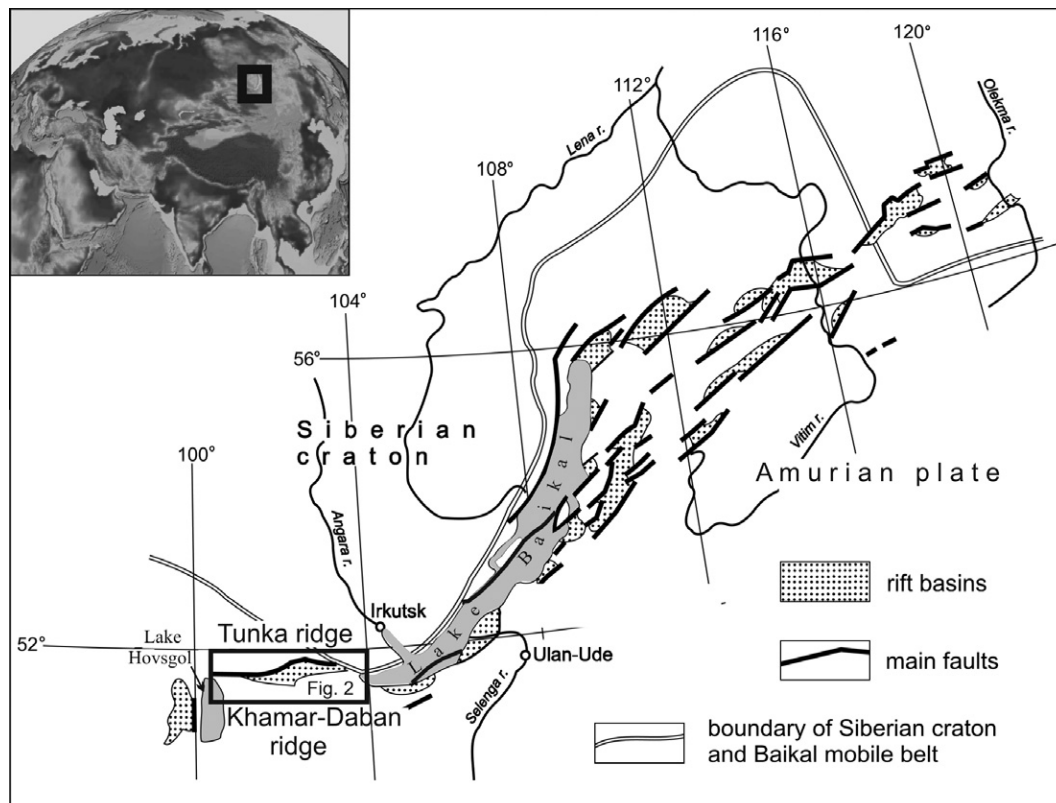 116°
120°
112°
Olekma r.
Lena r.
108°
104°
56°
Siberian
craton
100°
Lake Baikal
Vitim r.
Amurian plate
Angara r.
rift basins
Irkutsk
Lake
Hovsgol
Tunka ridge
52°
Ulan-Ude
main faults
Fig. 2
Selenga r.
Khamar-Daban
ridge
boundary of Siberian craton
and Baikal mobile belt